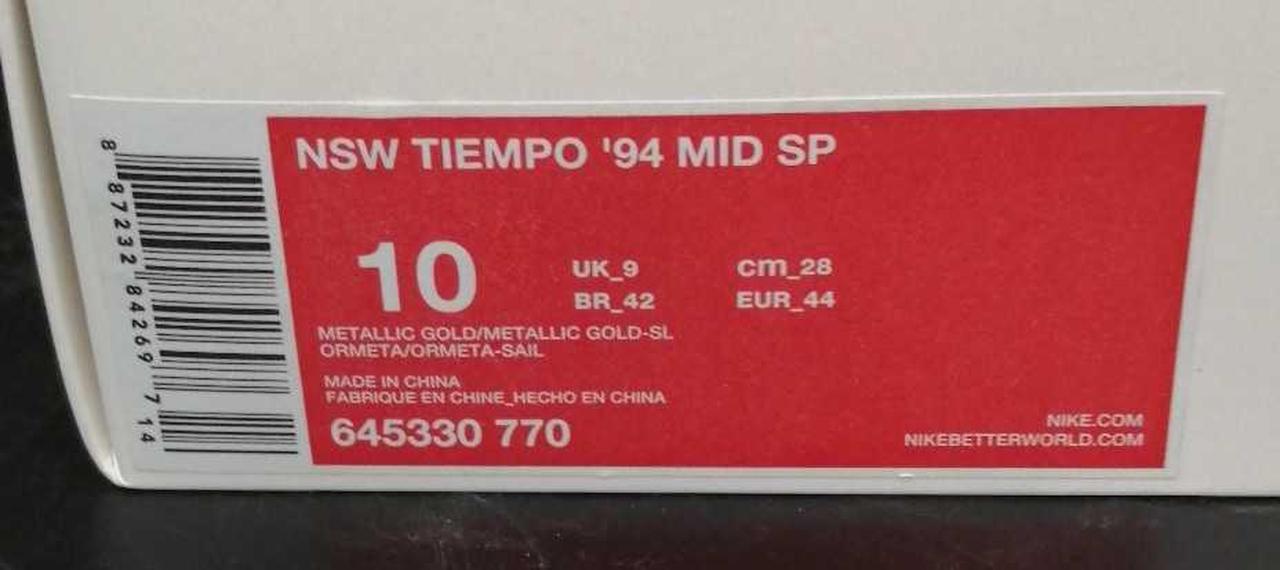 NSW TIEMPO '94 MID SP
10
UK_9
cm_28
BR_42
EUR_44
METALLIC GOLD/METALLIC GOLD-SL
ORMETA/ORMETA-SAIL
MADE IN CHINA
FABRIQUE EN CHINE_HECHO EN CHINA
645330 770
NIKE.COM
NIKEBETTERWORLD.COM
8 87232 84269 7 14